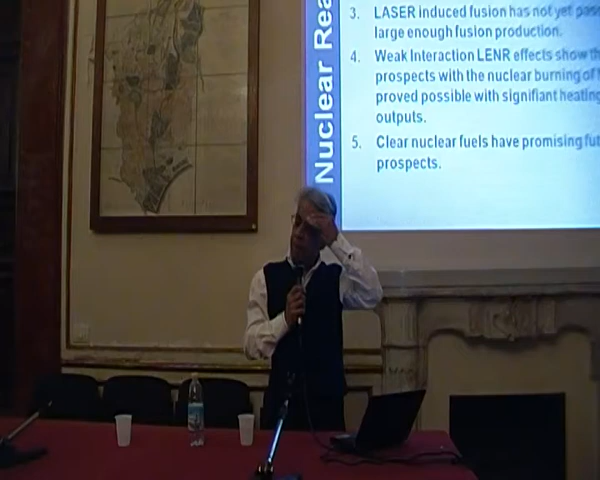 Nuclear Rea
3. LASER induced fusion has not yet pas
large enough fusion production.
4. Weak Interaction LENR effects show th
prospects with the nuclear burning of
proved possible with signifiant heating
outputs.
5. Clear nuclear fuels have promising fut
prospects.